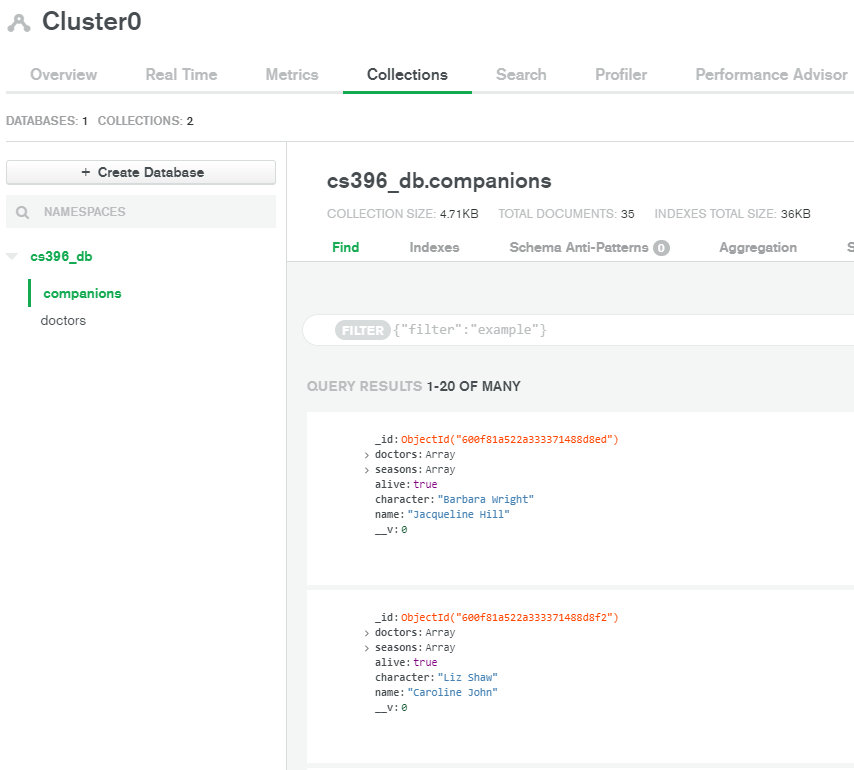 Cluster0
Overview Real Time Metrics Collections Search Profiler Performance Advisor
DATABASES: 1 COLLECTIONS: 2
+ Create Database
NAMESPACES
cs396_db
companions
doctors
cs396_db.companions
COLLECTION SIZE: 4.71KB TOTAL DOCUMENTS: 35 INDEXES TOTAL SIZE: 36KB
Find Indexes Schema Anti-Patterns 0 Aggregation S
FILTER {"filter":"example"}
QUERY RESULTS 1-20 OF MANY
_id:ObjectId("600f81a522a333371488d8ed")
> doctors:Array
> seasons:Array
alive:true
character:"Barbara Wright"
name:"Jacqueline Hill"
__v:0
_id:ObjectId("600f81a522a333371488d8f2")
> doctors:Array
> seasons:Array
alive:true
character:"Liz Shaw"
name:"Caroline John"
__v:0